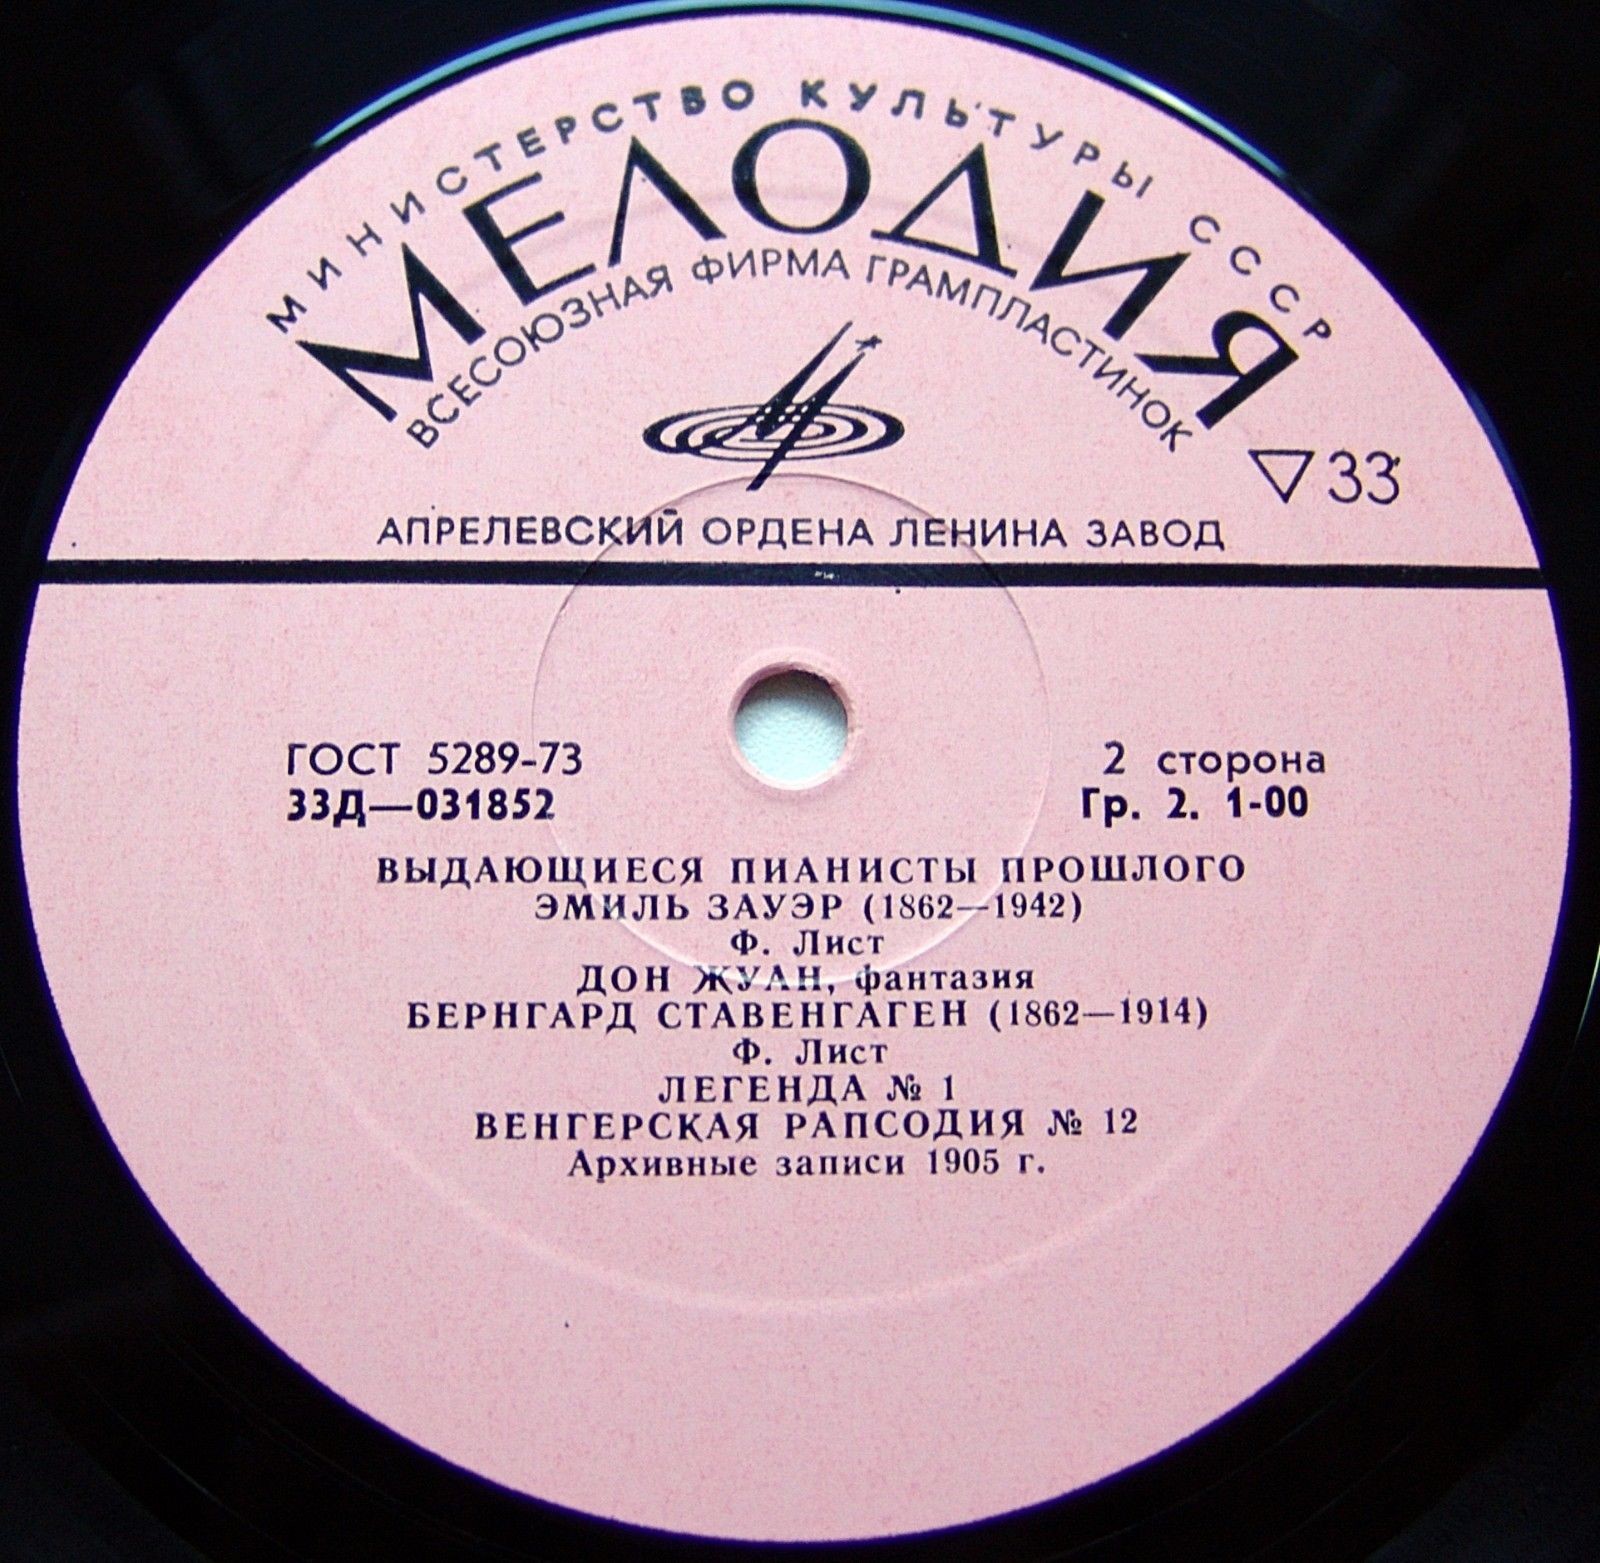 МИНИСТЕРСТВО КУЛЬТУРЫ СССР
МЕЛОДИЯ
ВСЕСОЮЗНАЯ ФИРМА ГРАМПЛАСТИНОК
▽33
АПРЕЛЕВСКИЙ ОРДЕНА ЛЕНИНА ЗАВОД
ГОСТ 5289-73
2 сторона
33Д—031852
Гр. 2. 1-00
ВЫДАЮЩИЕСЯ ПИАНИСТЫ ПРОШЛОГО
ЭМИЛЬ ЗАУЭР (1862—1942)
Ф. Лист
ДОН ЖУАН, фантазия
БЕРНГАРД СТАВЕНГАГЕН (1862—1914)
Ф. Лист
ЛЕГЕНДА № 1
ВЕНГЕРСКАЯ РАПСОДИЯ № 12
Архивные записи 1905 г.